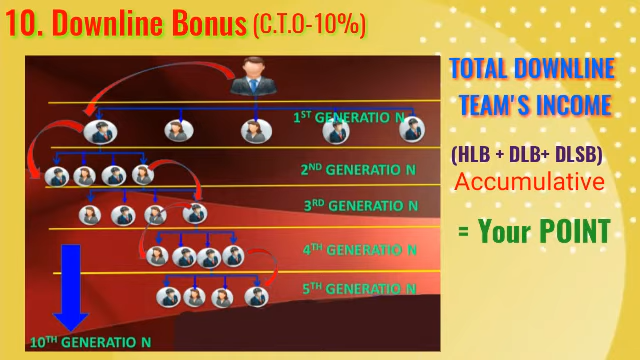 10. Downline Bonus (C.T.O-10%)
TOTAL DOWNLINE
TEAM'S INCOME
1ST GENERATIO N
(HLB + DLB+ DLSB)
2ND GENERATIO N
Accumulative
3RD GENERATIO N
= Your POINT
4TH GENERATIO N
5TH GENERATIO N
10TH GENERATIO N